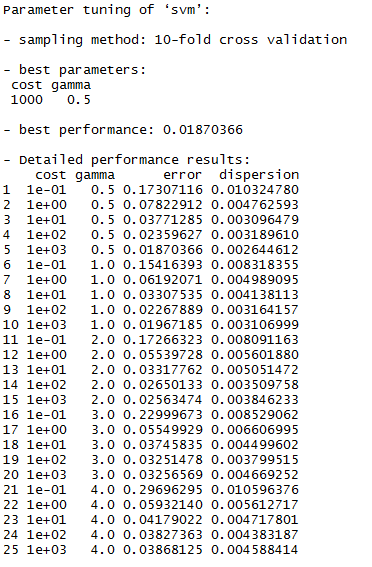 Parameter tuning of ‘svm’:
- sampling method: 10-fold cross validation
- best parameters:
cost gamma
1000 0.5
- best performance: 0.01870366
- Detailed performance results:
cost gamma error dispersion
1 1e-01 0.5 0.17307116 0.010324780
2 1e+00 0.5 0.07822912 0.004762593
3 1e+01 0.5 0.03771285 0.003096479
4 1e+02 0.5 0.02359627 0.003189610
5 1e+03 0.5 0.01870366 0.002644612
6 1e-01 1.0 0.15416393 0.008318355
7 1e+00 1.0 0.06192071 0.004989095
8 1e+01 1.0 0.03307535 0.004138113
9 1e+02 1.0 0.02267889 0.003164157
10 1e+03 1.0 0.01967185 0.003106999
11 1e-01 2.0 0.17266323 0.008091163
12 1e+00 2.0 0.05539728 0.005601880
13 1e+01 2.0 0.03317762 0.005051472
14 1e+02 2.0 0.02650133 0.003509758
15 1e+03 2.0 0.02563474 0.003846233
16 1e-01 3.0 0.22999673 0.008529062
17 1e+00 3.0 0.05549929 0.006606995
18 1e+01 3.0 0.03745835 0.004499602
19 1e+02 3.0 0.03251478 0.003799515
20 1e+03 3.0 0.03256569 0.004669252
21 1e-01 4.0 0.29696295 0.010596376
22 1e+00 4.0 0.05932140 0.005612717
23 1e+01 4.0 0.04179022 0.004717801
24 1e+02 4.0 0.03827363 0.004383187
25 1e+03 4.0 0.03868125 0.004588414